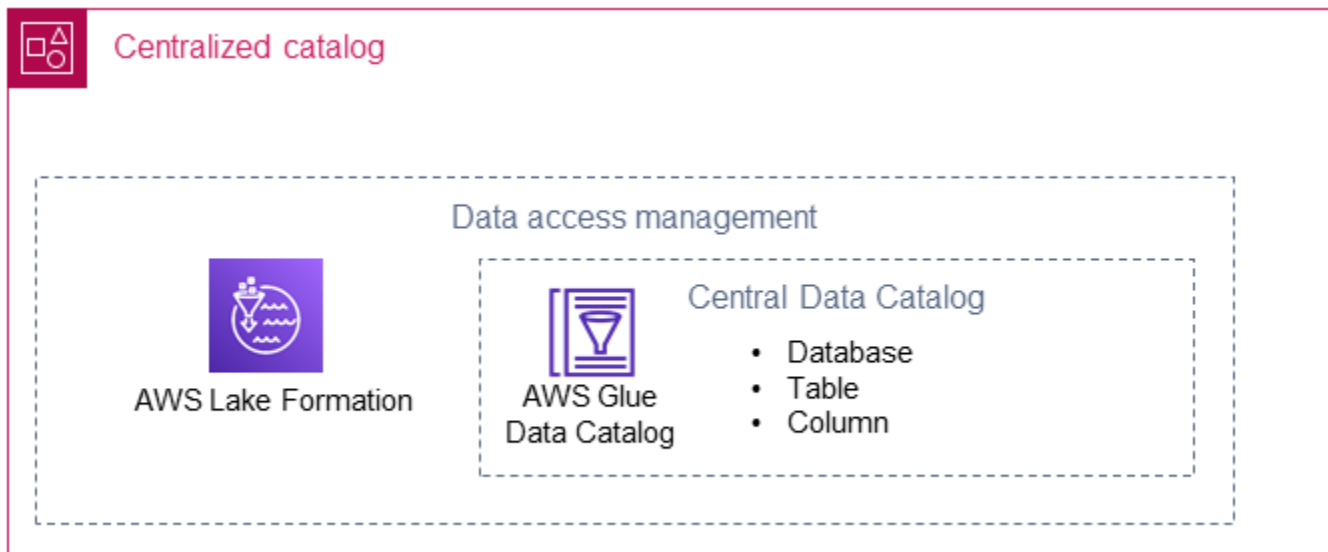 Centralized catalog
Data access management
Central Data Catalog
• Database
• Table
• Column
AWS Lake Formation
AWS Glue
Data Catalog